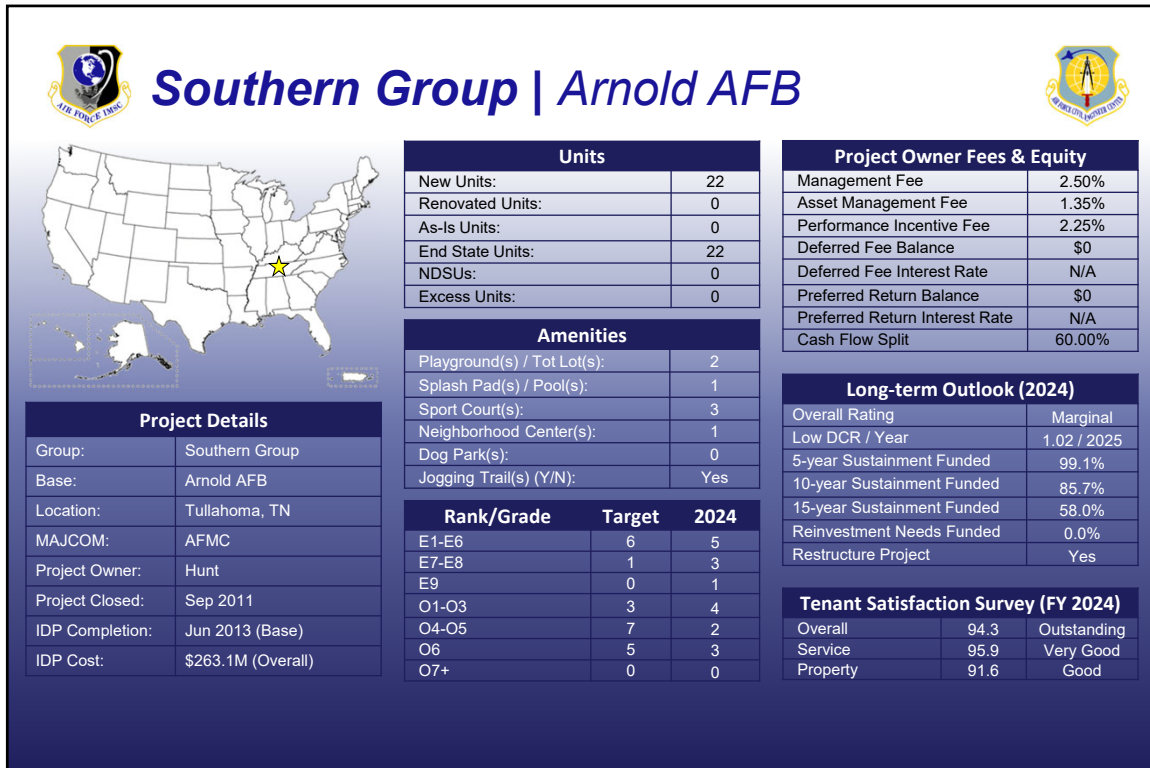 Southern Group | Arnold AFB
AIR FORCE IMSC
AIR FORCE CIVIL ENGINEER CENTER
Project Details
Group: Southern Group
Base: Arnold AFB
Location: Tullahoma, TN
MAJCOM: AFMC
Project Owner: Hunt
Project Closed: Sep 2011
IDP Completion: Jun 2013 (Base)
IDP Cost: $263.1M (Overall)
Units
New Units: 22
Renovated Units: 0
As-Is Units: 0
End State Units: 22
NDSUs: 0
Excess Units: 0
Amenities
Playground(s) / Tot Lot(s): 2
Splash Pad(s) / Pool(s): 1
Sport Court(s): 3
Neighborhood Center(s): 1
Dog Park(s): 0
Jogging Trail(s) (Y/N): Yes
Rank/Grade Target 2024
E1-E6 6 5
E7-E8 1 3
E9 0 1
O1-O3 3 4
O4-O5 7 2
O6 5 3
O7+ 0 0
Project Owner Fees & Equity
Management Fee 2.50%
Asset Management Fee 1.35%
Performance Incentive Fee 2.25%
Deferred Fee Balance $0
Deferred Fee Interest Rate N/A
Preferred Return Balance $0
Preferred Return Interest Rate N/A
Cash Flow Split 60.00%
Long-term Outlook (2024)
Overall Rating Marginal
Low DCR / Year 1.02 / 2025
5-year Sustainment Funded 99.1%
10-year Sustainment Funded 85.7%
15-year Sustainment Funded 58.0%
Reinvestment Needs Funded 0.0%
Restructure Project Yes
Tenant Satisfaction Survey (FY 2024)
Overall 94.3 Outstanding
Service 95.9 Very Good
Property 91.6 Good